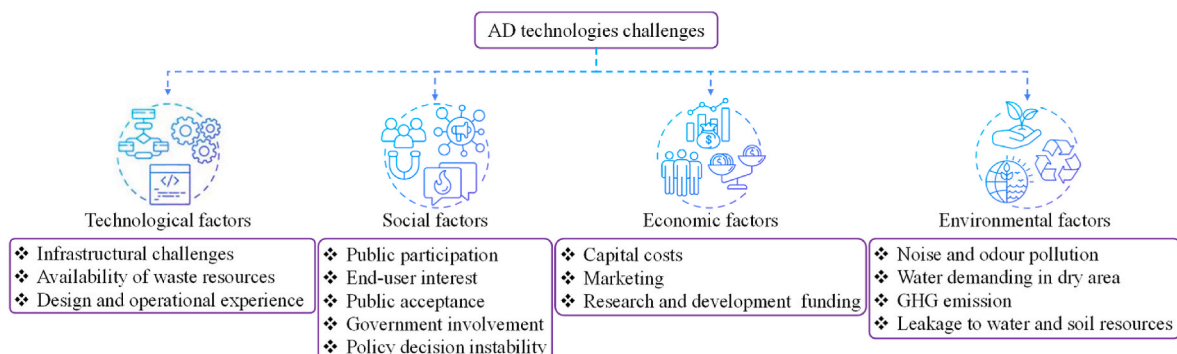 AD technologies challenges
</>
$
$
Technological factors
Social factors
Economic factors
Environmental factors
❖ Infrastructural challenges
❖ Availability of waste resources
❖ Design and operational experience
❖ Public participation
❖ End-user interest
❖ Public acceptance
❖ Government involvement
❖ Policy decision instability
❖ Capital costs
❖ Marketing
❖ Research and development funding
❖ Noise and odour pollution
❖ Water demanding in dry area
❖ GHG emission
❖ Leakage to water and soil resources